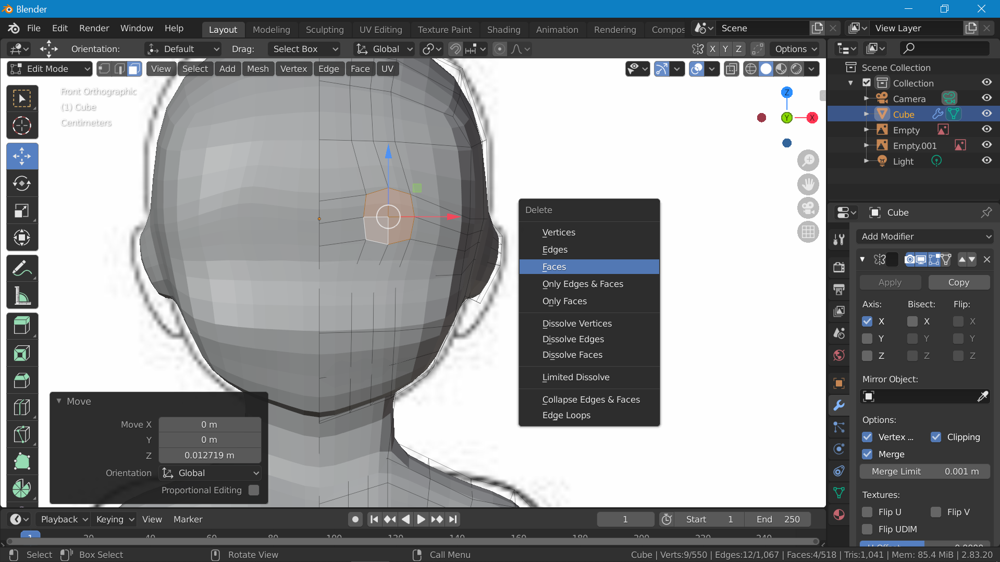 Blender
File Edit Render Window Help Layout Modeling Sculpting UV Editing Texture Paint Shading Animation Rendering Compos Scene View Layer
Orientation: Default Drag: Select Box Global X Y Z Options
Edit Mode View Select Add Mesh Vertex Edge Face UV
Front Orthographic
(1) Cube
Centimeters
Z
Y
X
Scene Collection
Collection
Camera
Cube
Empty
Empty.001
Light
Delete
Vertices
Edges
Faces
Only Edges & Faces
Only Faces
Dissolve Vertices
Dissolve Edges
Dissolve Faces
Limited Dissolve
Collapse Edges & Faces
Edge Loops
Cube
Add Modifier
Apply Copy
Axis: Bisect: Flip:
X X X
Y Y Y
Z Z Z
Mirror Object:
Options:
Vertex ... Clipping
Merge
Merge Limit 0.001 m
Textures:
Flip U Flip V
Flip UDIM
Move
Move X 0 m
Y 0 m
Z 0.012719 m
Orientation Global
Proportional Editing
Playback Keying View Marker 1 Start 1 End 250
1 20 40 60 80 100 120 140 160 180 200 220 240
Select Box Select Rotate View Call Menu Cube | Verts:9/550 | Edges:12/1,067 | Faces:4/518 | Tris:1,041 | Mem: 85.4 MiB | 2.83.20